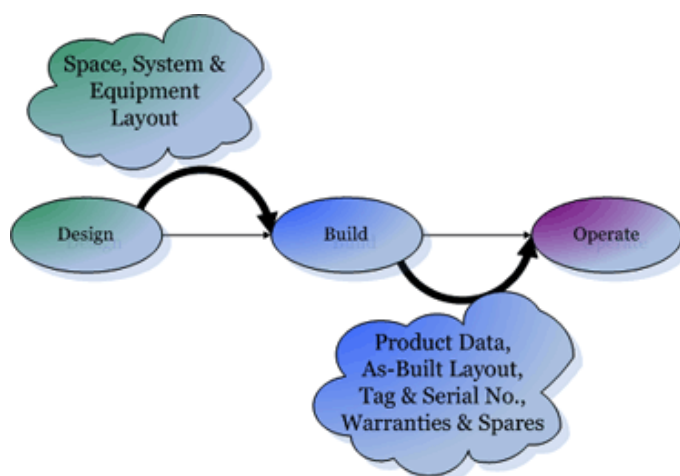 Space, System &
Equipment
Layout
Design
Build
Operate
Product Data,
As-Built Layout,
Tag & Serial No.,
Warranties & Spares